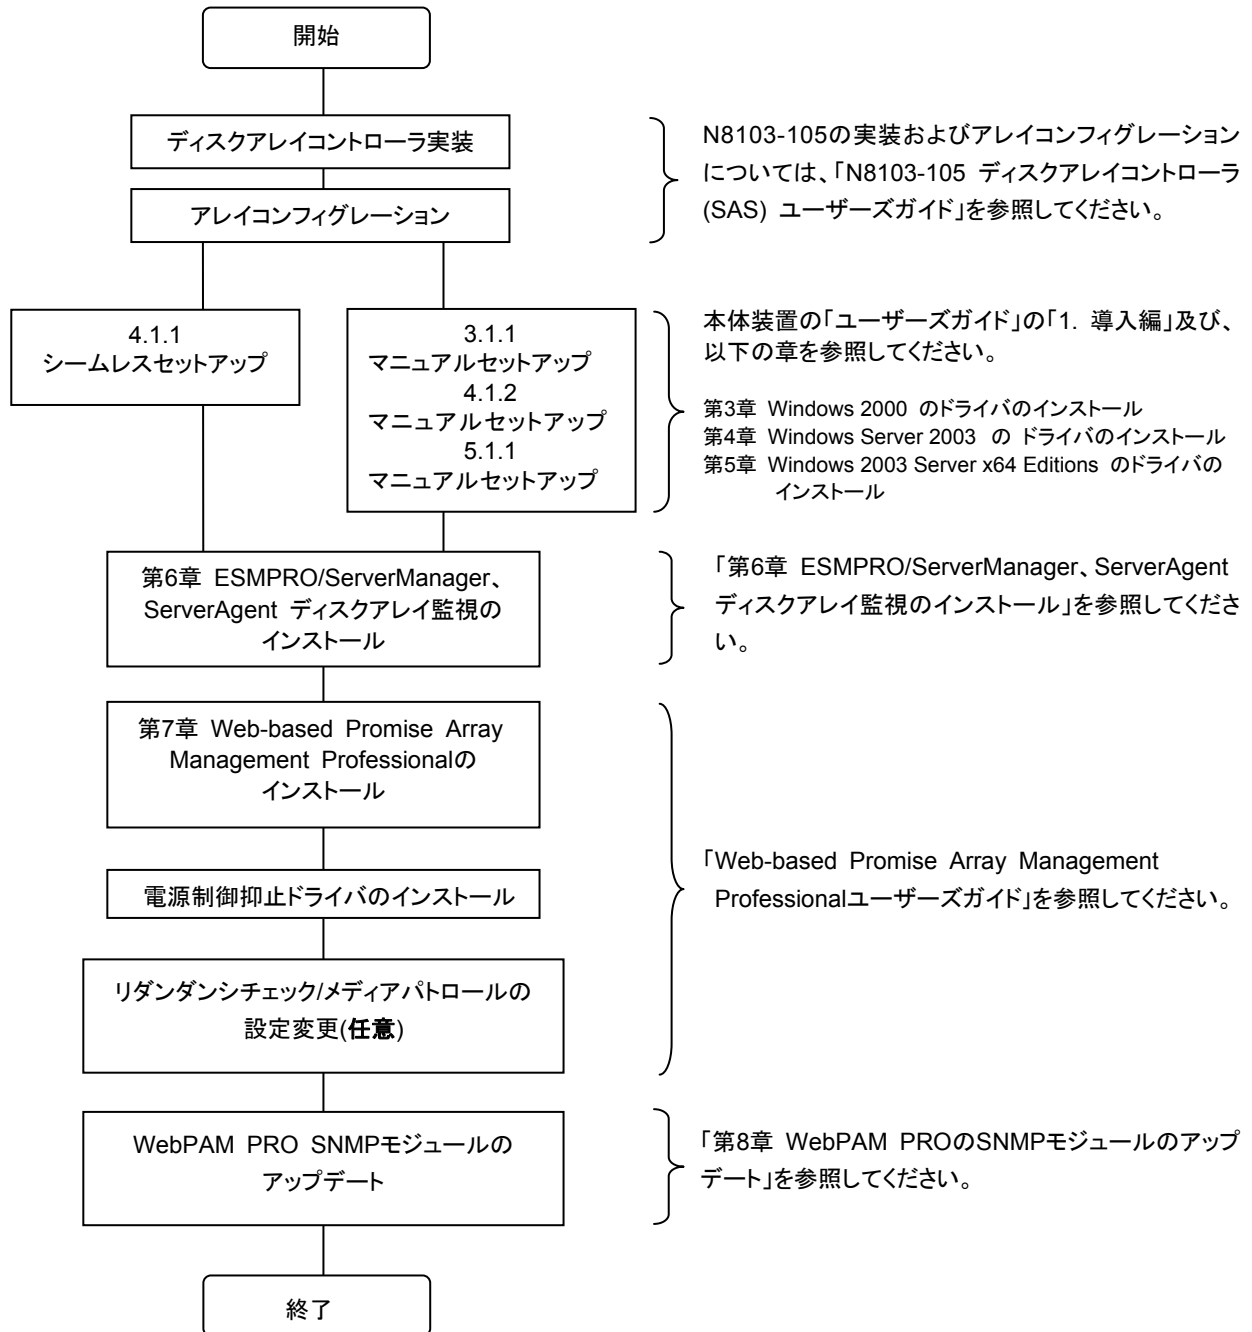 開始
ディスクアレイコントローラ実装
アレイコンフィグレーション
N8103-105の実装およびアレイコンフィグレーション
については、「N8103-105 ディスクアレイコントローラ
(SAS) ユーザーズガイド」を参照してください。
4.1.1
シームレスセットアップ
3.1.1
マニュアルセットアップ
4.1.2
マニュアルセットアップ
5.1.1
マニュアルセットアップ
本体装置の「ユーザーズガイド」の「1. 導入編」及び、
以下の章を参照してください。
第3章 Windows 2000 のドライバのインストール
第4章 Windows Server 2003 の ドライバのインストール
第5章 Windows 2003 Server x64 Editions のドライバの
インストール
第6章 ESMPRO/ServerManager、
ServerAgent ディスクアレイ監視の
インストール
「第6章 ESMPRO/ServerManager、ServerAgent
ディスクアレイ監視のインストール」を参照してくださ
い。
第7章 Web-based Promise Array
Management Professionalの
インストール
電源制御抑止ドライバのインストール
リダンダンシチェック/メディアパトロールの
設定変更(任意)
「Web-based Promise Array Management
Professionalユーザーズガイド」を参照してください。
WebPAM PRO SNMPモジュールの
アップデート
「第8章 WebPAM PROのSNMPモジュールのアップ
デート」を参照してください。
終了